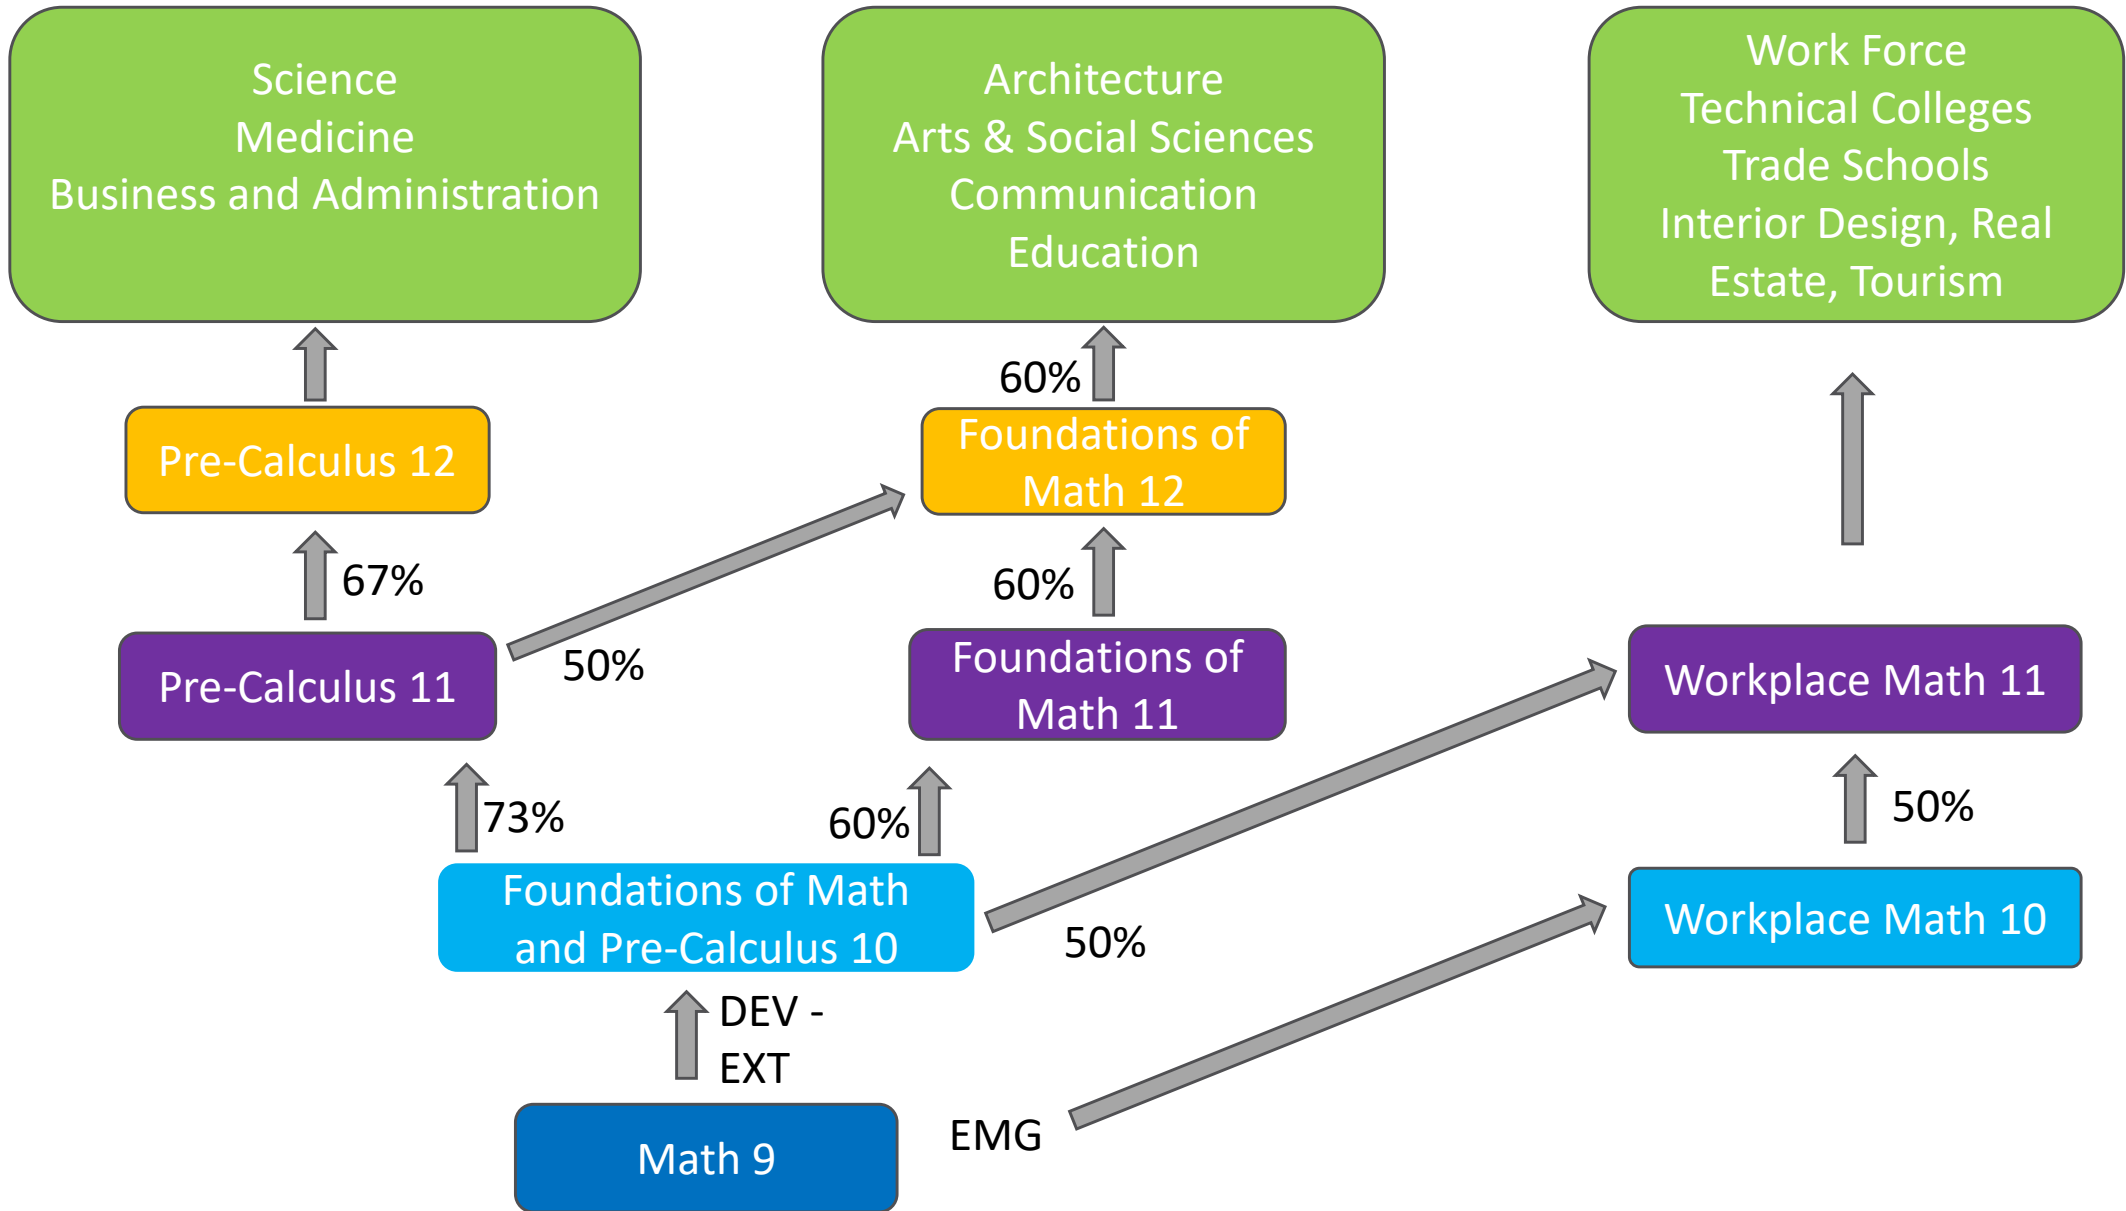 Science
Medicine
Business and Administration
Architecture
Arts & Social Sciences
Communication
Education
Work Force
Technical Colleges
Trade Schools
Interior Design, Real
Estate, Tourism
60%
Pre-Calculus 12
Foundations of
Math 12
67%
50%
60%
Pre-Calculus 11
Foundations of
Math 11
Workplace Math 11
73%
60%
50%
50%
Foundations of Math
and Pre-Calculus 10
Workplace Math 10
DEV -
EXT
EMG
Math 9